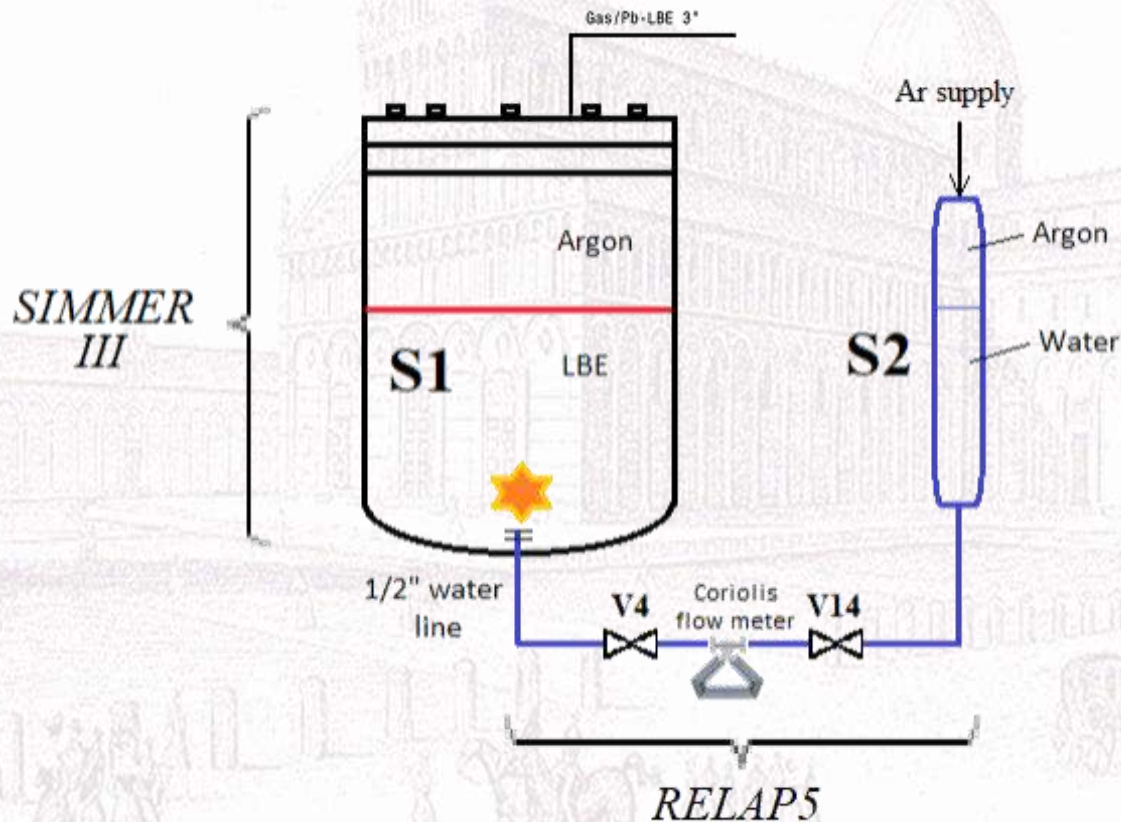 Gas/Pb-LBE 3"
Ar supply
Argon
Argon
SIMMER
III
S1
LBE
S2
Water
1/2" water
line
V4
Coriolis
flow meter
V14
RELAP5